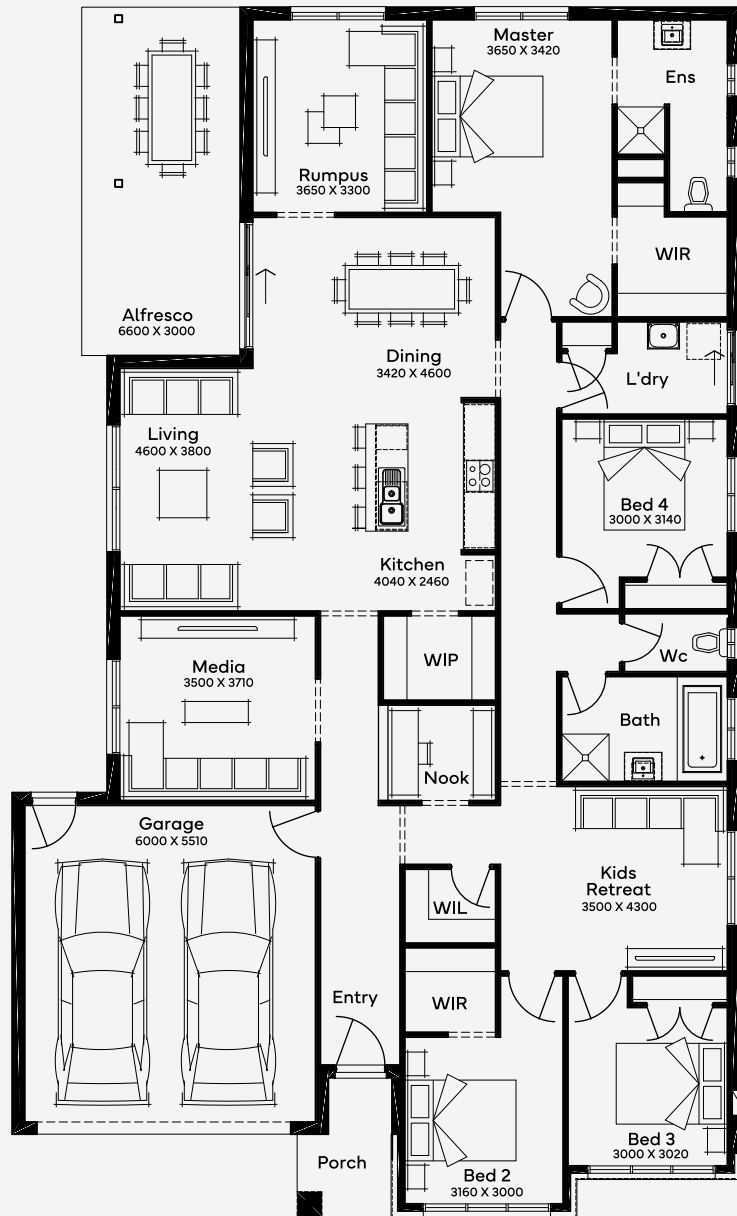 Master
3650 X 3420
Ens
Rumpus
3650 X 3300
WIR
Alfresco
6600 X 3000
Dining
3420 X 4600
L'dry
Living
4600 X 3800
Bed 4
3000 X 3140
Kitchen
4040 X 2460
Media
3500 X 3710
WIP
Wc
Bath
Nook
Garage
6000 X 5510
Kids
Retreat
3500 X 4300
WIL
Entry
WIR
Porch
Bed 2
3160 X 3000
Bed 3
3000 X 3020